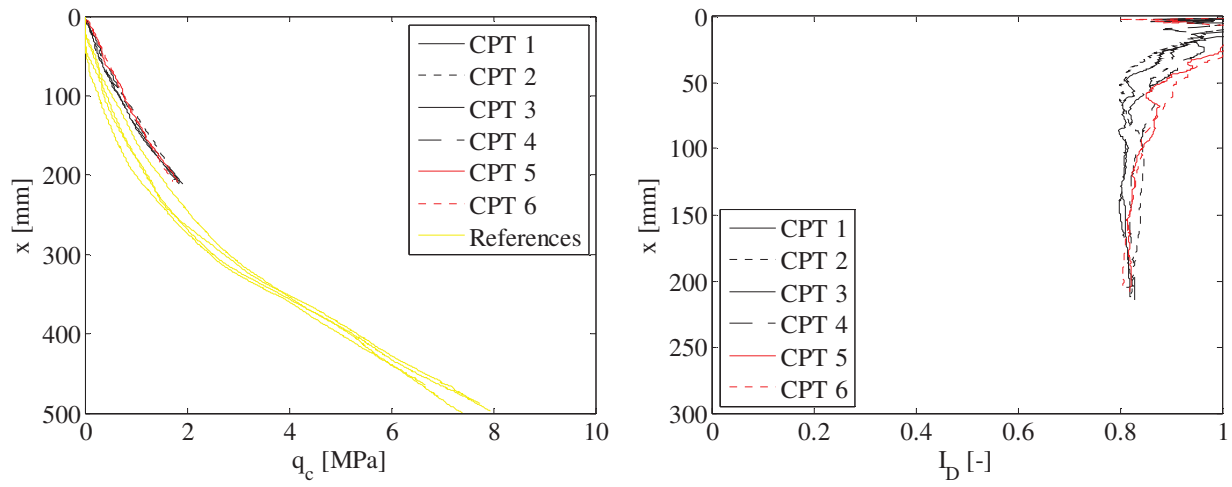 0
100
200
300
400
500
x [mm]
0
2
4
6
8
10
q_c [MPa]
CPT 1
CPT 2
CPT 3
CPT 4
CPT 5
CPT 6
References
0
50
100
150
200
250
300
x [mm]
0
0.2
0.4
0.6
0.8
1
I_D [-]
CPT 1
CPT 2
CPT 3
CPT 4
CPT 5
CPT 6